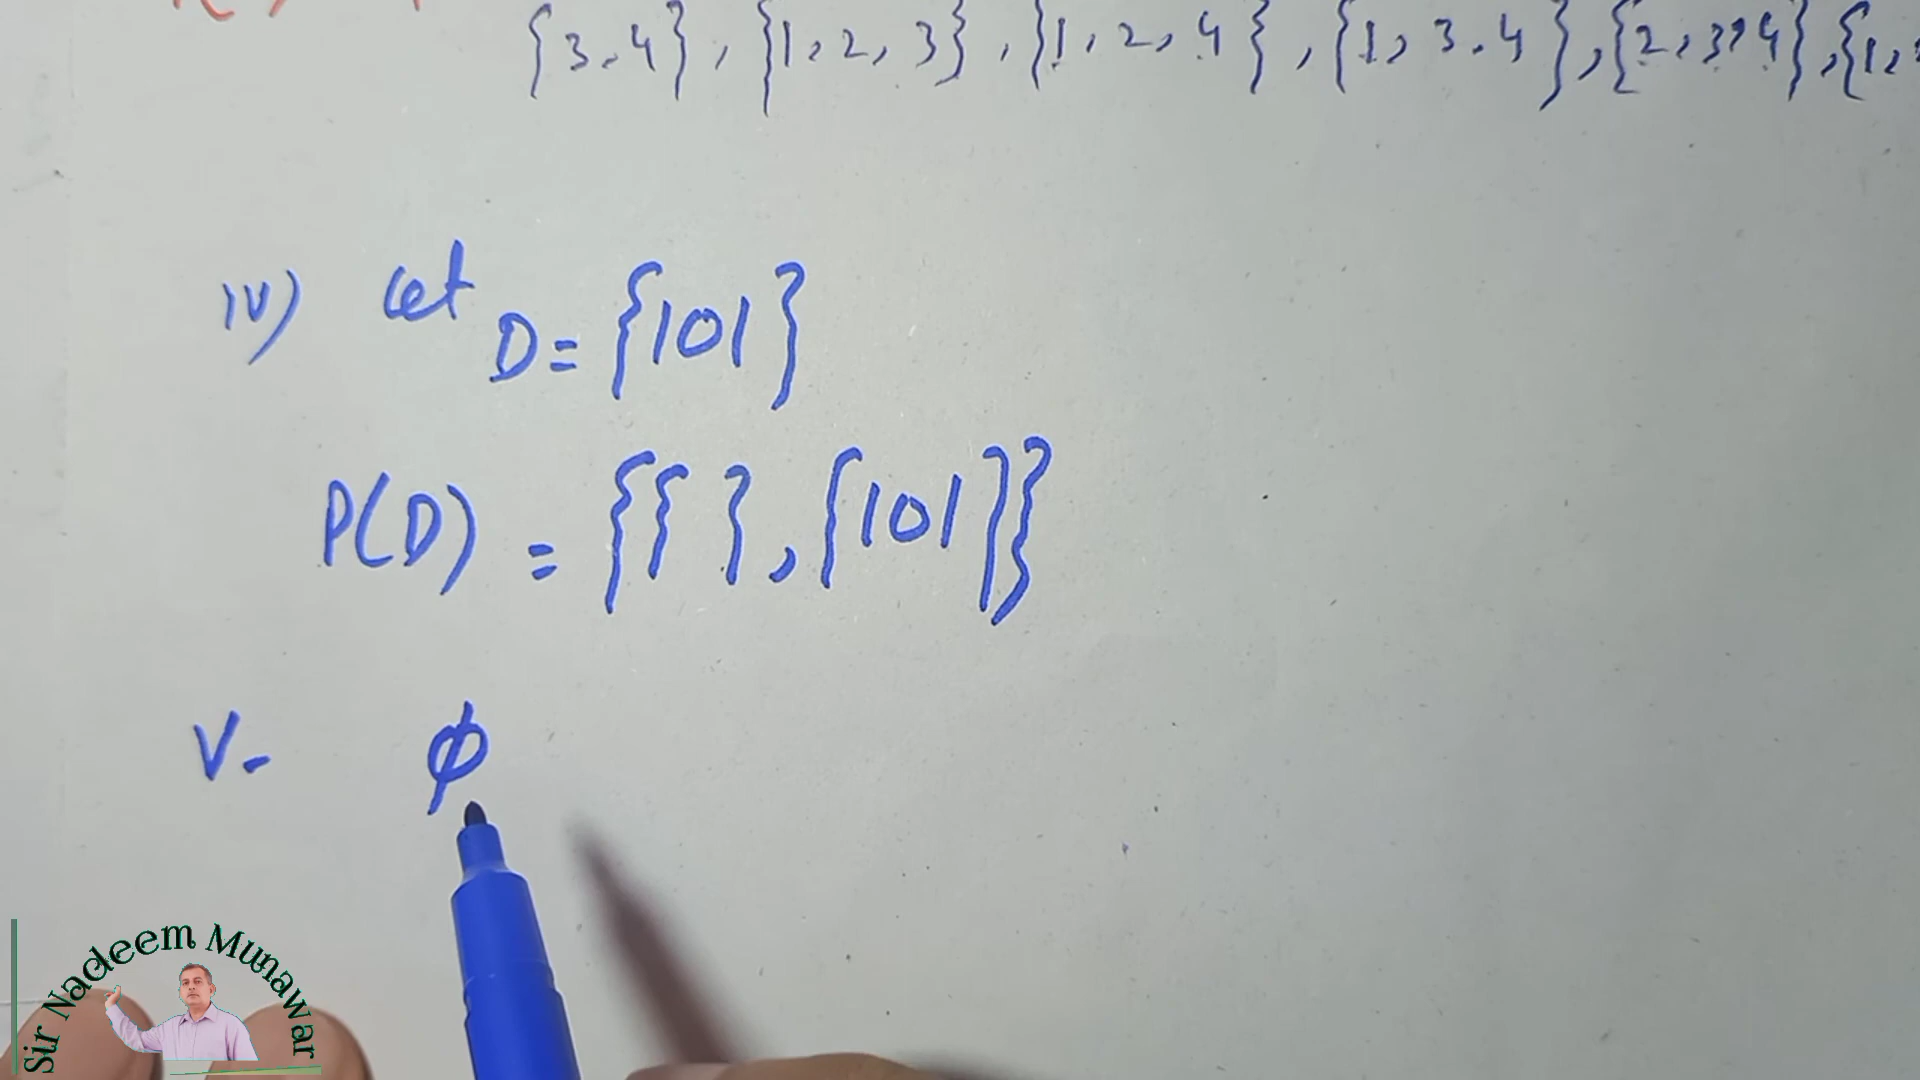 {3,4}, {1,2,3}, {1,2,4}, {1,3,4}, {2,3,4}, {1,
iv) Let D = {101}
P(D) = {{ }, {101}}
V- φ
Sir Nadeem Munawar